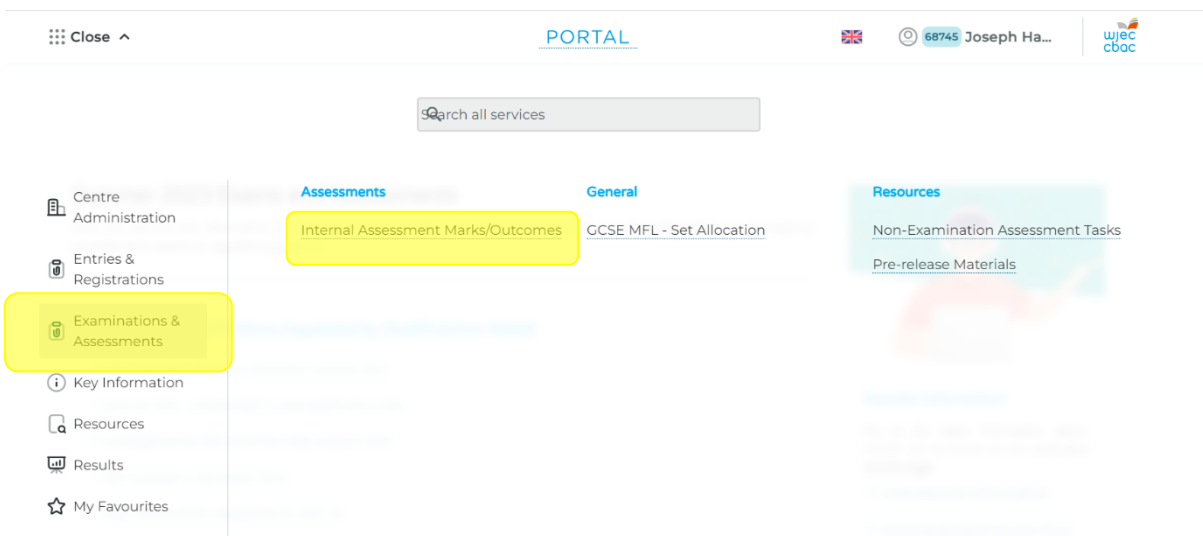 Close
PORTAL
68745 Joseph Ha...
wjec
cbac
Search all services
Centre
Administration
Entries &
Registrations
Examinations &
Assessments
Key Information
Resources
Results
My Favourites
Assessments
Internal Assessment Marks/Outcomes
General
GCSE MFL - Set Allocation
Resources
Non-Examination Assessment Tasks
Pre-release Materials